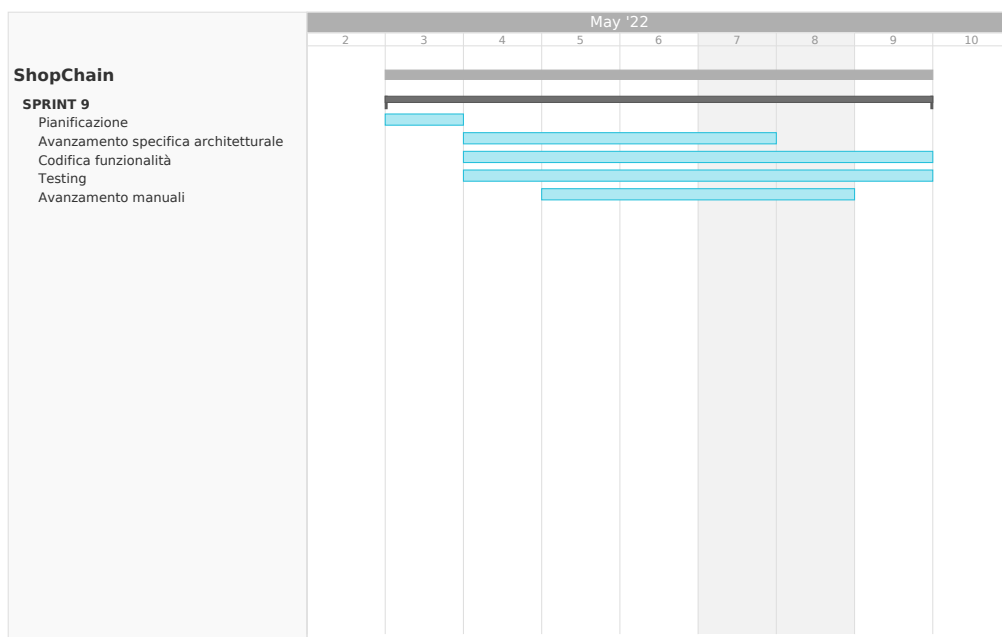 May '22
2 3 4 5 6 7 8 9 10
ShopChain
SPRINT 9
Pianificazione
Avanzamento specifica architetturale
Codifica funzionalità
Testing
Avanzamento manuali